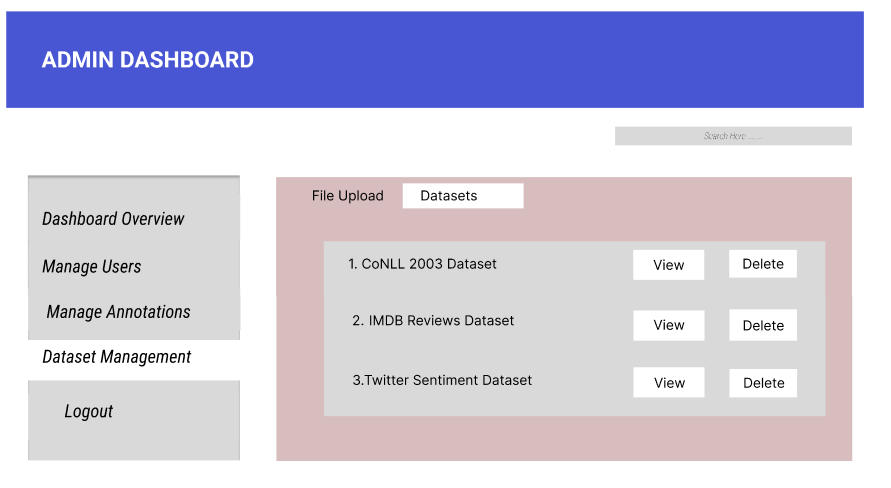 ADMIN DASHBOARD
Search Here .......
Dashboard Overview
Manage Users
Manage Annotations
Dataset Management
Logout
File Upload Datasets
1. CoNLL 2003 Dataset View Delete
2. IMDB Reviews Dataset View Delete
3.Twitter Sentiment Dataset View Delete